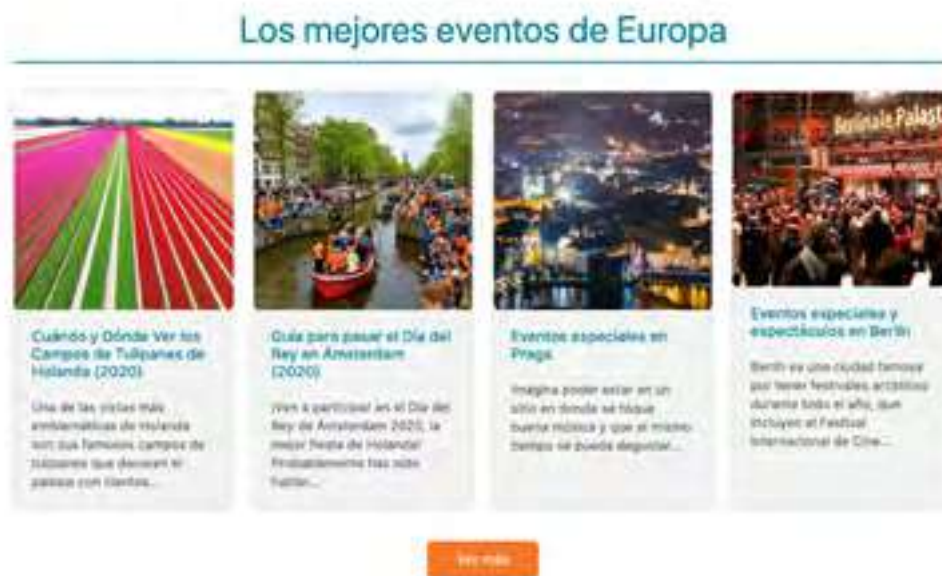 Los mejores eventos de Europa
Berlinale Palast
Cuándo y Dónde Ver los
Campos de Tulipanes de
Holanda (2020)
Una de las vistas más
emblemáticas de Holanda
son sus famosos campos de
tulipanes que decoran el
paisaje con cientos...
Guía para pasar el Día del
Rey en Ámsterdam
(2020)
¡Ven a participar en el Día del
Rey de Ámsterdam 2020, la
mejor fiesta de Holanda!
Probablemente has oído
hablar...
Eventos especiales en
Praga
Imagina poder estar en un
sitio en donde se toque
buena música y que al mismo
tiempo se pueda degustar...
Eventos especiales y
espectáculos en Berlín
Berlín es una ciudad famosa
por tener festivales artísticos
durante todo el año, que
incluyen el Festival
Internacional de Cine...
Ver más